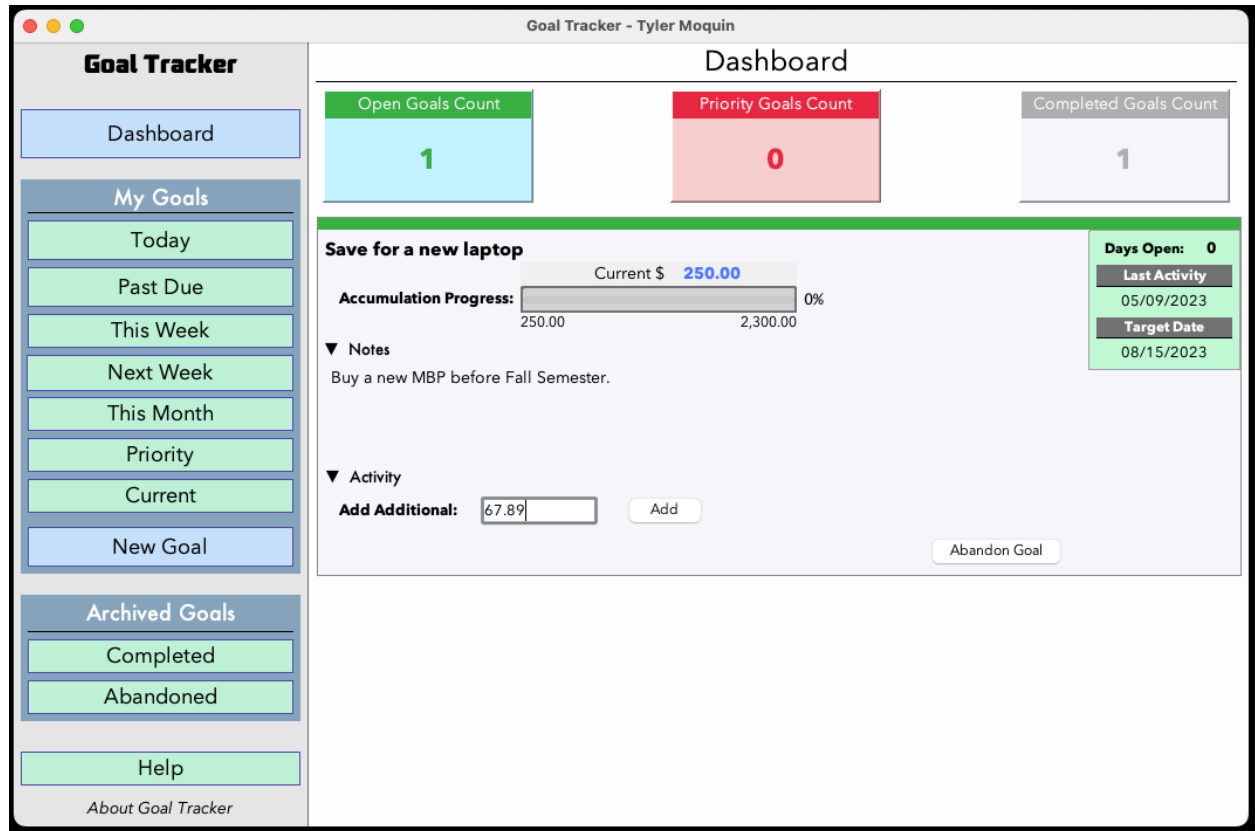 Goal Tracker - Tyler Moquin
Goal Tracker
Dashboard
My Goals
Today
Past Due
This Week
Next Week
This Month
Priority
Current
New Goal
Archived Goals
Completed
Abandoned
Help
About Goal Tracker
Dashboard
Open Goals Count
1
Priority Goals Count
0
Completed Goals Count
1
Save for a new laptop
Current $ 250.00
Accumulation Progress: 0%
250.00 2,300.00
▼ Notes
Buy a new MBP before Fall Semester.
▼ Activity
Add Additional: 67.89 Add
Abandon Goal
Days Open: 0
Last Activity
05/09/2023
Target Date
08/15/2023